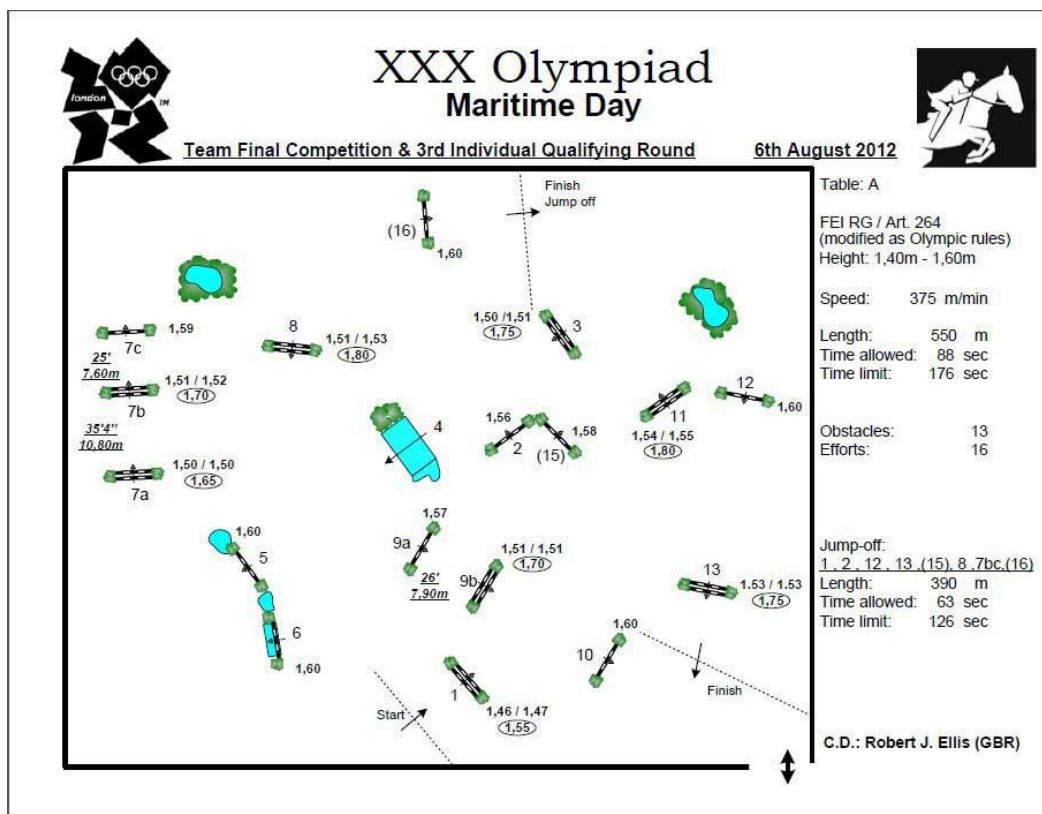 london
TM
XXX Olympiad
Maritime Day
Team Final Competition & 3rd Individual Qualifying Round 6th August 2012
Finish
Jump off
(16)
1,60
1,59
7c
25'
7,60m
1,51 / 1,52
1,70
7b
35'4''
10,80m
1,50 / 1,50
1,65
7a
8
1,51 / 1,53
1,80
1,50 /1,51
1,75
3
4
1,56
2
1,58
(15)
11
1,54 / 1,55
1,80
12
1,60
1,60
5
6
1,60
1,57
9a
26'
7,90m
1,51 / 1,51
1,70
9b
13
1,53 / 1,53
1,75
1,60
10
1
1,46 / 1,47
1,55
Start
Finish
Table: A
FEI RG / Art. 264
(modified as Olympic rules)
Height: 1,40m - 1,60m
Speed: 375 m/min
Length: 550 m
Time allowed: 88 sec
Time limit: 176 sec
Obstacles: 13
Efforts: 16
Jump-off:
1 , 2 , 12 , 13 ,(15), 8 ,7bc,(16)
Length: 390 m
Time allowed: 63 sec
Time limit: 126 sec
C.D.: Robert J. Ellis (GBR)